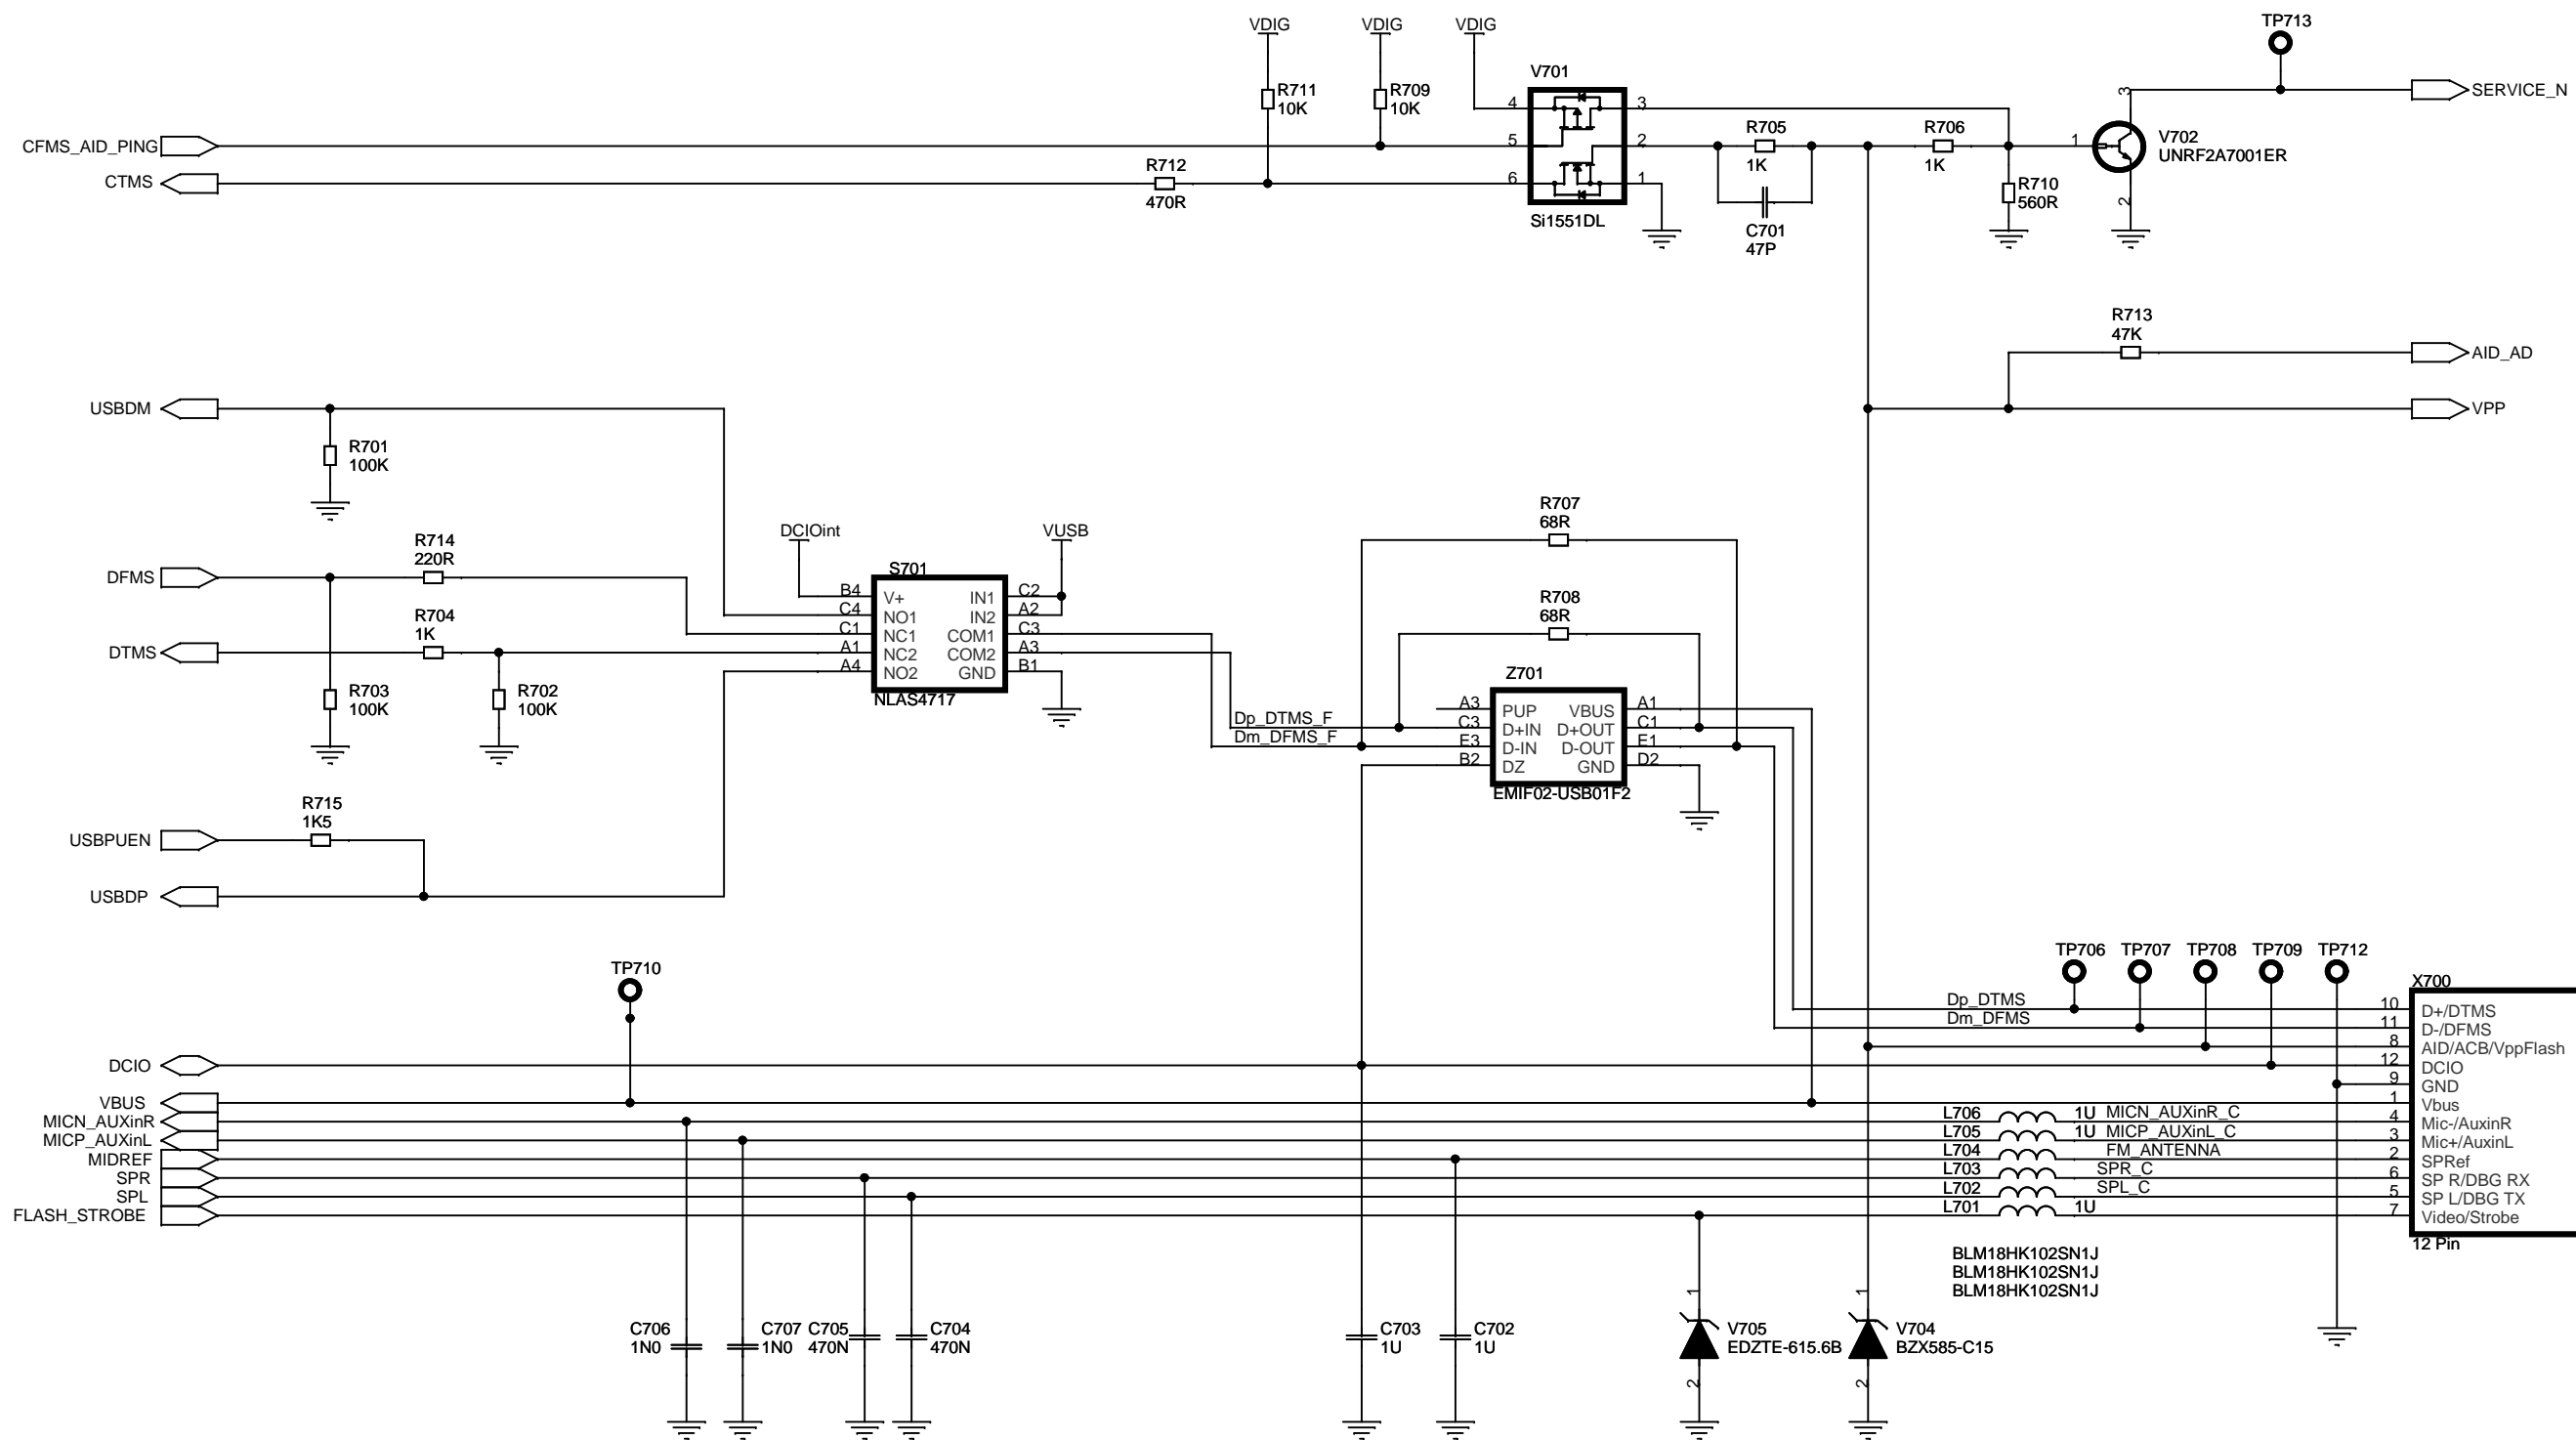 VDIG
VDIG
VDIG
TP713
V701
R711
10K
R709
10K
4
3
3
SERVICE_N
CFMS_AID_PING
5
2
R705
1K
R706
1K
1
V702
UNRF2A7001ER
CTMS
R712
470R
6
1
C701
47P
R710
560R
2
Si1551DL
R713
47K
AID_AD
USBDM
VPP
R701
100K
R707
68R
DCIOint
VUSB
R714
220R
DFMS
S701
B4
V+
IN1
C2
C4
NO1
IN2
A2
C1
NC1
COM1
C3
A1
NC2
COM2
A3
A4
NO2
GND
B1
NLAS4717
R708
68R
R704
1K
DTMS
R703
100K
R702
100K
Z701
Dp_DTMS_F
Dm_DFMS_F
A3
PUP
VBUS
A1
C3
D+IN
D+OUT
C1
E3
D-IN
D-OUT
E1
B2
DZ
GND
D2
EMIF02-USB01F2
R715
1K5
USBPUEN
USBDP
TP710
TP706
TP707
TP708
TP709
TP712
X700
Dp_DTMS
10
D+/DTMS
Dm_DFMS
11
D-/DFMS
8
AID/ACB/VppFlash
DCIO
12
DCIO
9
GND
VBUS
1
Vbus
MICN_AUXinR
L706
1U
MICN_AUXinR_C
4
Mic-/AuxinR
MICP_AUXinL
L705
1U
MICP_AUXinL_C
3
Mic+/AuxinL
MIDREF
L704
FM_ANTENNA
2
SPRef
SPR
L703
SPR_C
6
SP R/DBG RX
SPL
L702
SPL_C
5
SP L/DBG TX
FLASH_STROBE
L701
1U
7
Video/Strobe
12 Pin
BLM18HK102SN1J
BLM18HK102SN1J
BLM18HK102SN1J
C706
1N0
C707
1N0
C705
470N
C704
470N
C703
1U
C702
1U
1
V705
EDZTE-615.6B
2
1
V704
BZX585-C15
2